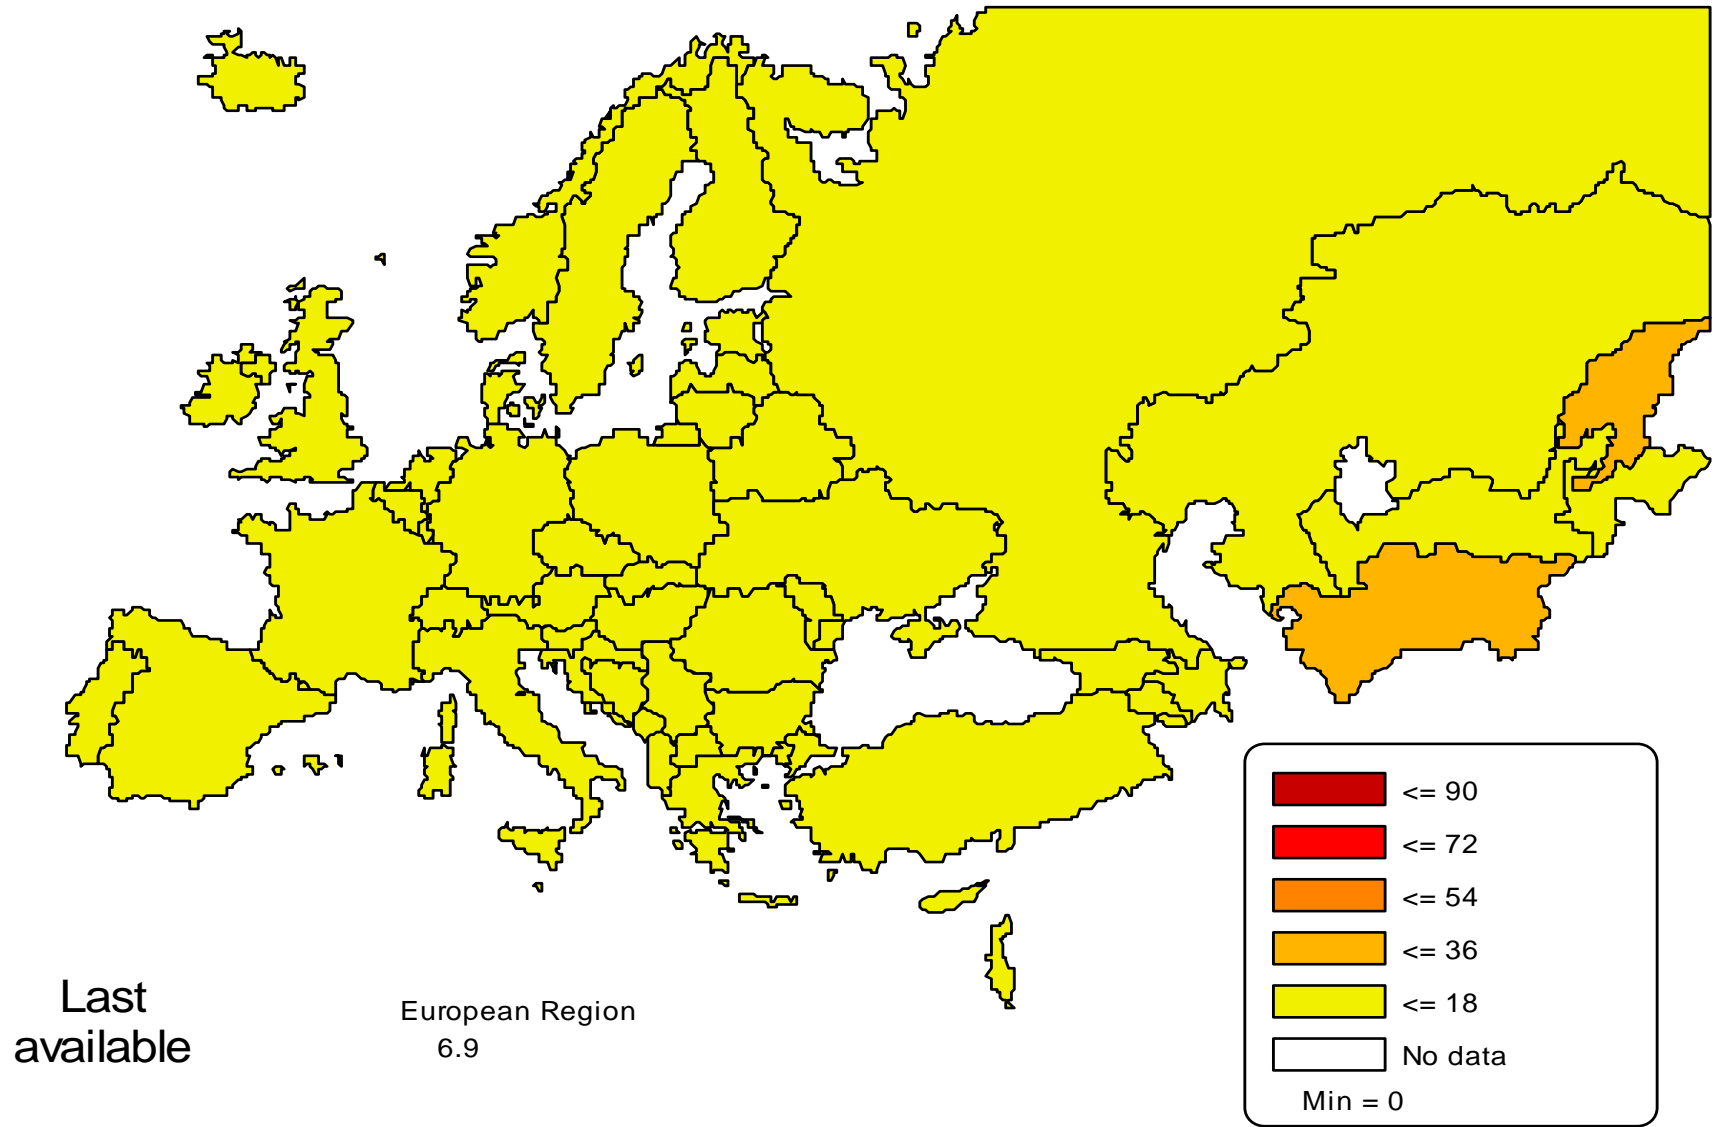 <= 90
<= 72
<= 54
<= 36
<= 18
No data
Min = 0
Last
available
European Region
6.9